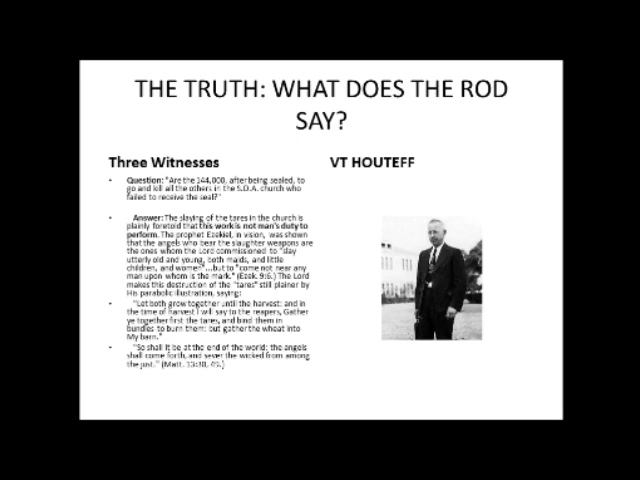 THE TRUTH: WHAT DOES THE ROD
SAY?
Three Witnesses
• Question: "Are the 144,000, after being sealed, to
go and kill all the others in the S.D.A. church who
failed to receive the seal?"
• Answer: The slaying of the tares in the church is
plainly foretold that this work is not man's duty to
perform. The prophet Ezekiel, in vision, was shown
that the angels who bear the slaughter weapons are
the ones whom the Lord commissioned to "slay
utterly old and young, both maids, and little
children, and women"...but to "come not near any
man upon whom is the mark." (Ezek. 9:6.) The Lord
makes this destruction of the "tares" still plainer by
His parabolic illustration, saying:
• "Let both grow together until the harvest: and in
the time of harvest I will say to the reapers, Gather
ye together first the tares, and bind them in
bundles to burn them: but gather the wheat into
My barn."
• "So shall it be at the end of the world: the angels
shall come forth, and sever the wicked from among
the just." (Matt. 13:30, 49.)
VT HOUTEFF